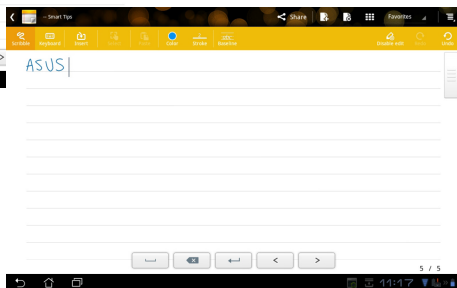 – Smart Tips Share Favorites
Scribble Keyboard Insert Color Stroke Baseline Disable edit Undo
ASUS
< >
5 / 5
11:17